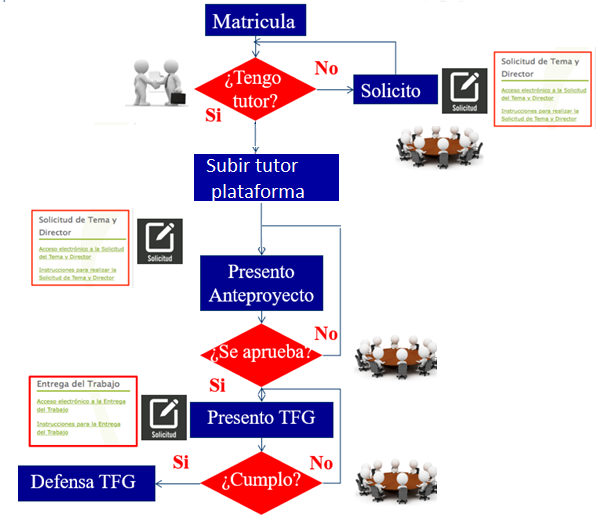 Matricula
¿Tengo
tutor?
No
Si
Solicito
Solicitud
Solicitud de Tema y
Director
Acceso electrónico a la Solicitud
del Tema y Director
Instrucciones para realizar la
Solicitud de Tema y Director
Subir tutor
plataforma
Solicitud de Tema y
Director
Acceso electrónico a la Solicitud
del Tema y Director
Instrucciones para realizar la
Solicitud de Tema y Director
Solicitud
Presento
Anteproyecto
¿Se aprueba?
No
Si
Entrega del Trabajo
Acceso electrónico a la Entrega
del Trabajo
Instrucciones para la Entrega
del Trabajo
Solicitud
Presento TFG
¿Cumplo?
Si
No
Defensa TFG